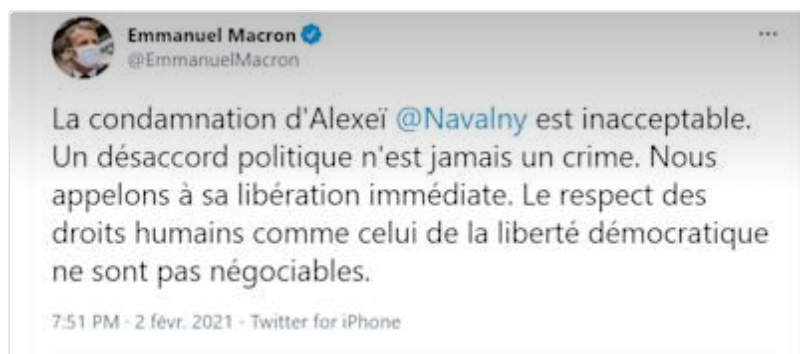 Emmanuel Macron
@EmmanuelMacron
La condamnation d'Alexeï @Navalny est inacceptable.
Un désaccord politique n'est jamais un crime. Nous
appelons à sa libération immédiate. Le respect des
droits humains comme celui de la liberté démocratique
ne sont pas négociables.
7:51 PM · 2 févr. 2021 · Twitter for iPhone